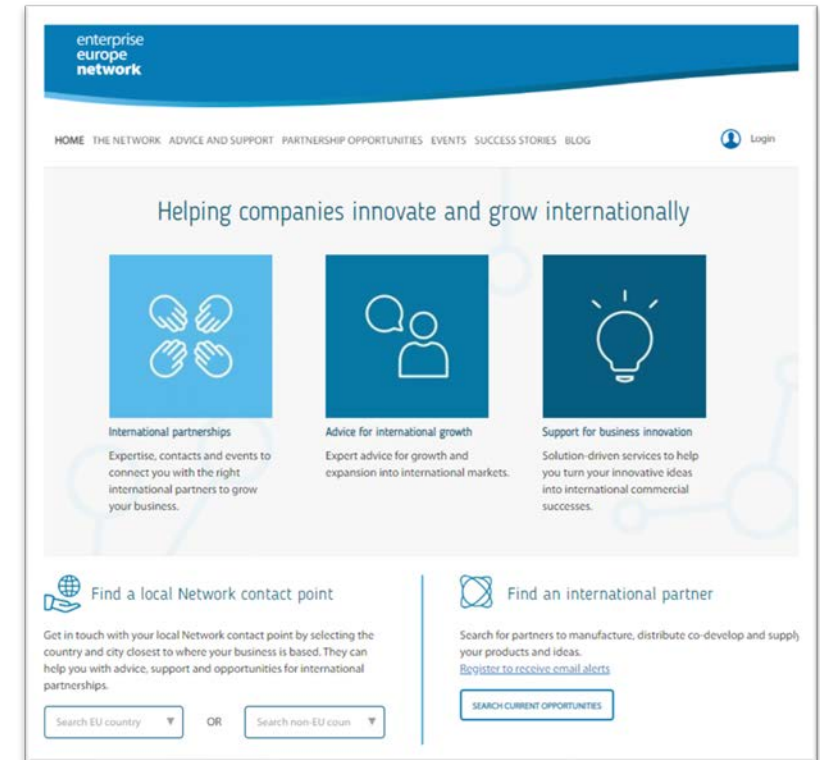 enterprise
europe
network
HOME THE NETWORK ADVICE AND SUPPORT PARTNERSHIP OPPORTUNITIES EVENTS SUCCESS STORIES BLOG
Login
Helping companies innovate and grow internationally
International partnerships
Expertise, contacts and events to
connect you with the right
international partners to grow
your business.
Advice for international growth
Expert advice for growth and
expansion into international markets.
Support for business innovation
Solution-driven services to help
you turn your innovative ideas
into international commercial
successes.
Find a local Network contact point
Get in touch with your local Network contact point by selecting the
country and city closest to where your business is based. They can
help you with advice, support and opportunities for international
partnerships.
Search EU country
OR
Search non-EU coun
Find an international partner
Search for partners to manufacture, distribute co-develop and supply
your products and ideas.
Register to receive email alerts
SEARCH CURRENT OPPORTUNITIES